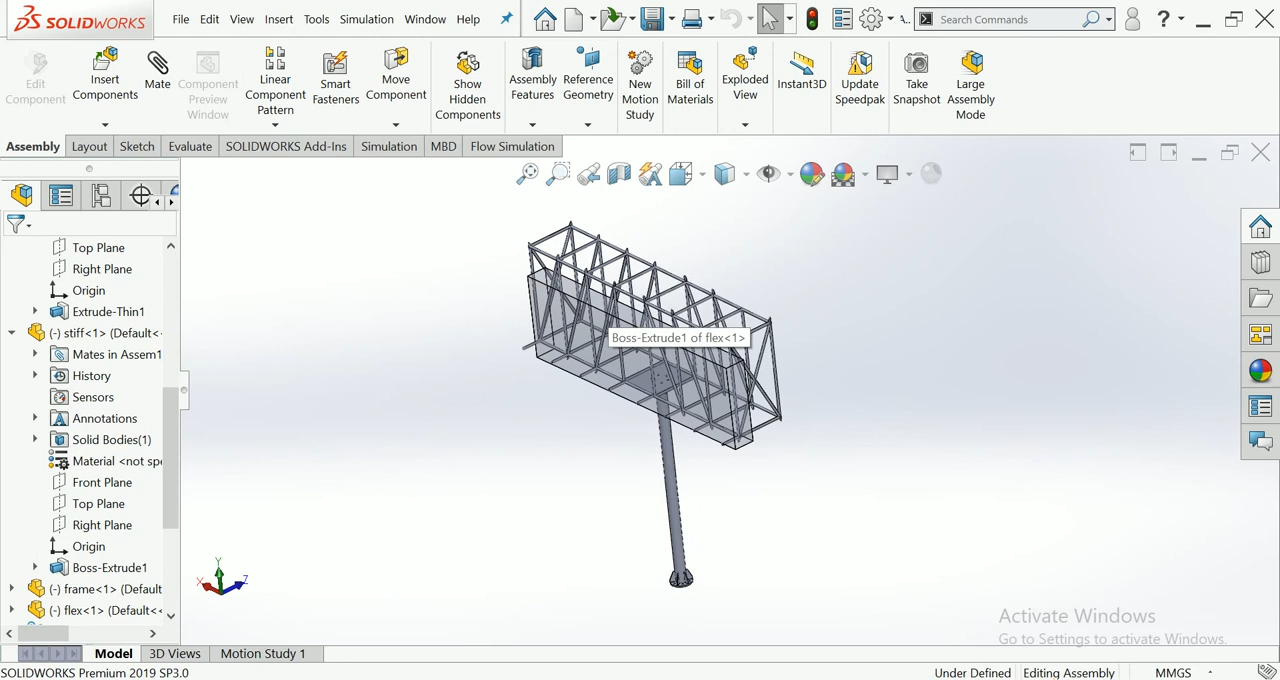 SOLIDWORKS File Edit View Insert Tools Simulation Window Help A... Search Commands ?
Edit Component
Insert Components
Mate
Component Preview Window
Linear Component Pattern
Smart Fasteners
Move Component
Show Hidden Components
Assembly Features
Reference Geometry
New Motion Study
Bill of Materials
Exploded View
Instant3D
Update Speedpak
Take Snapshot
Large Assembly Mode
Assembly Layout Sketch Evaluate SOLIDWORKS Add-Ins Simulation MBD Flow Simulation
Top Plane
Right Plane
Origin
Extrude-Thin1
(-) stiff<1> (Default<
Mates in Assem1
History
Sensors
Annotations
Solid Bodies(1)
Material <not spe
Front Plane
Top Plane
Right Plane
Origin
Boss-Extrude1
(-) frame<1> (Default
(-) flex<1> (Default<<
Boss-Extrude1 of flex<1>
Y
X
Z
Activate Windows
Go to Settings to activate Windows.
Model 3D Views Motion Study 1
SOLIDWORKS Premium 2019 SP3.0 Under Defined Editing Assembly MMGS